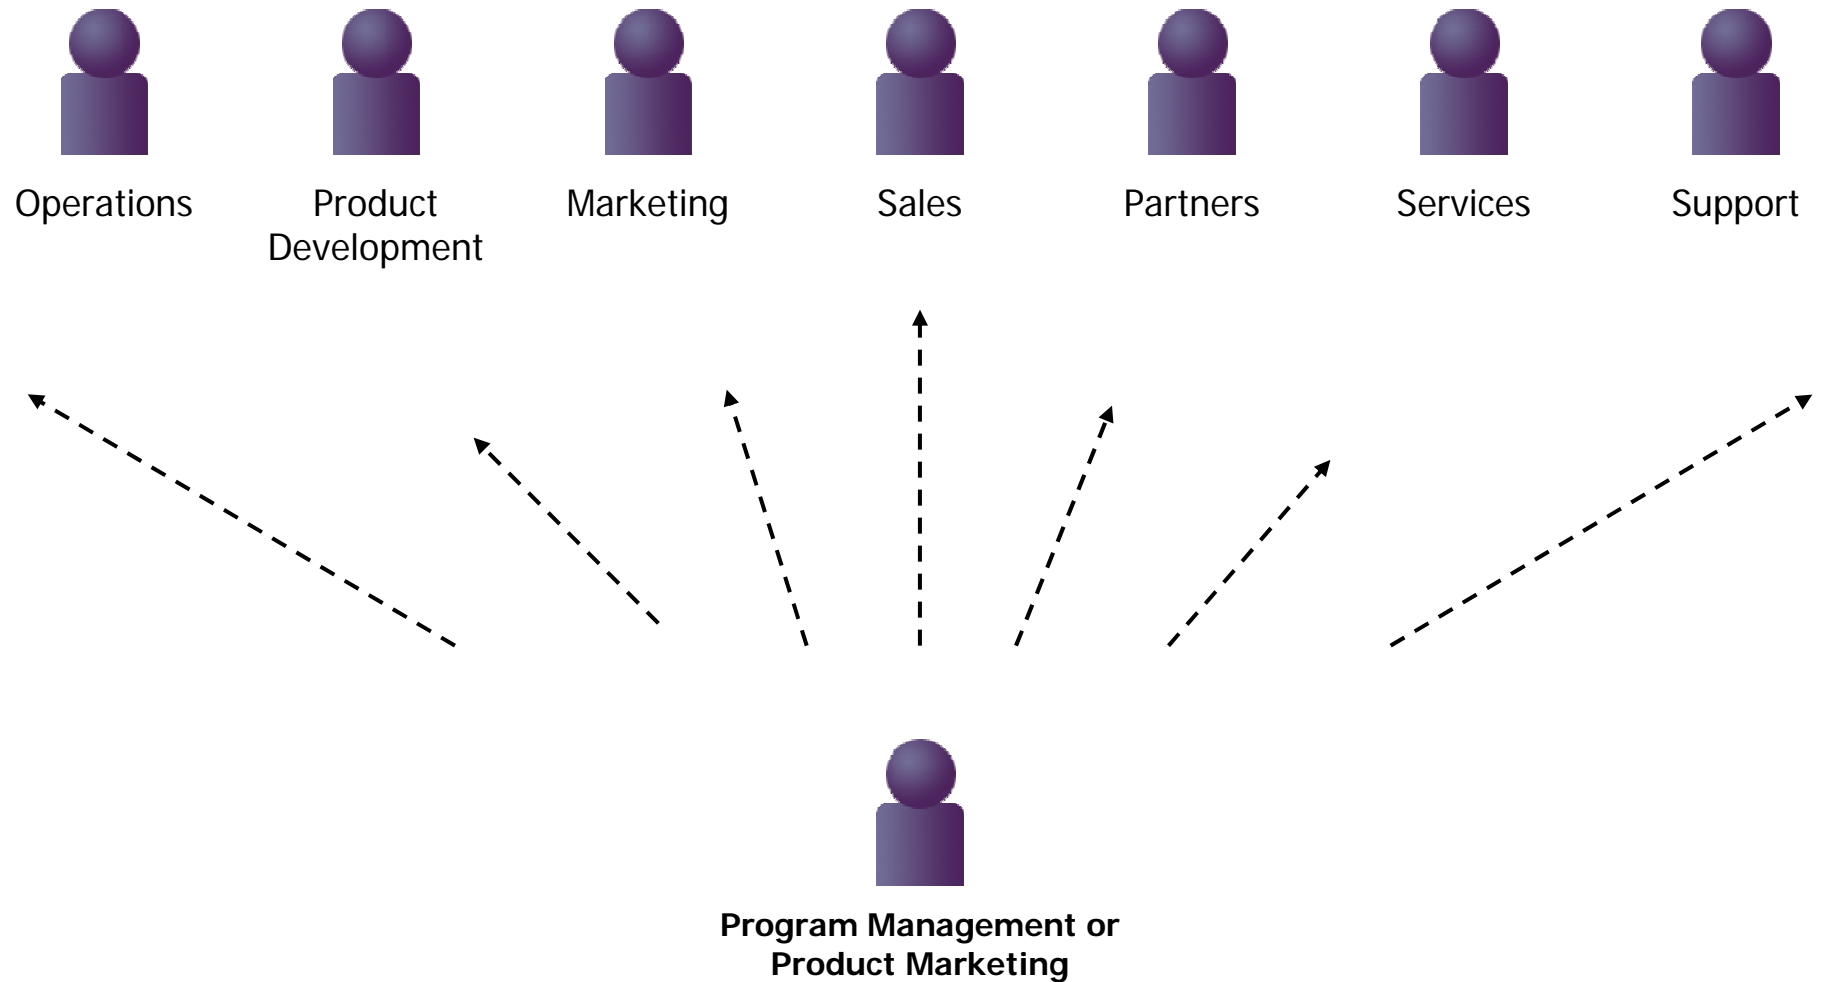 Operations
Product
Development
Marketing
Sales
Partners
Services
Support
Program Management or
Product Marketing